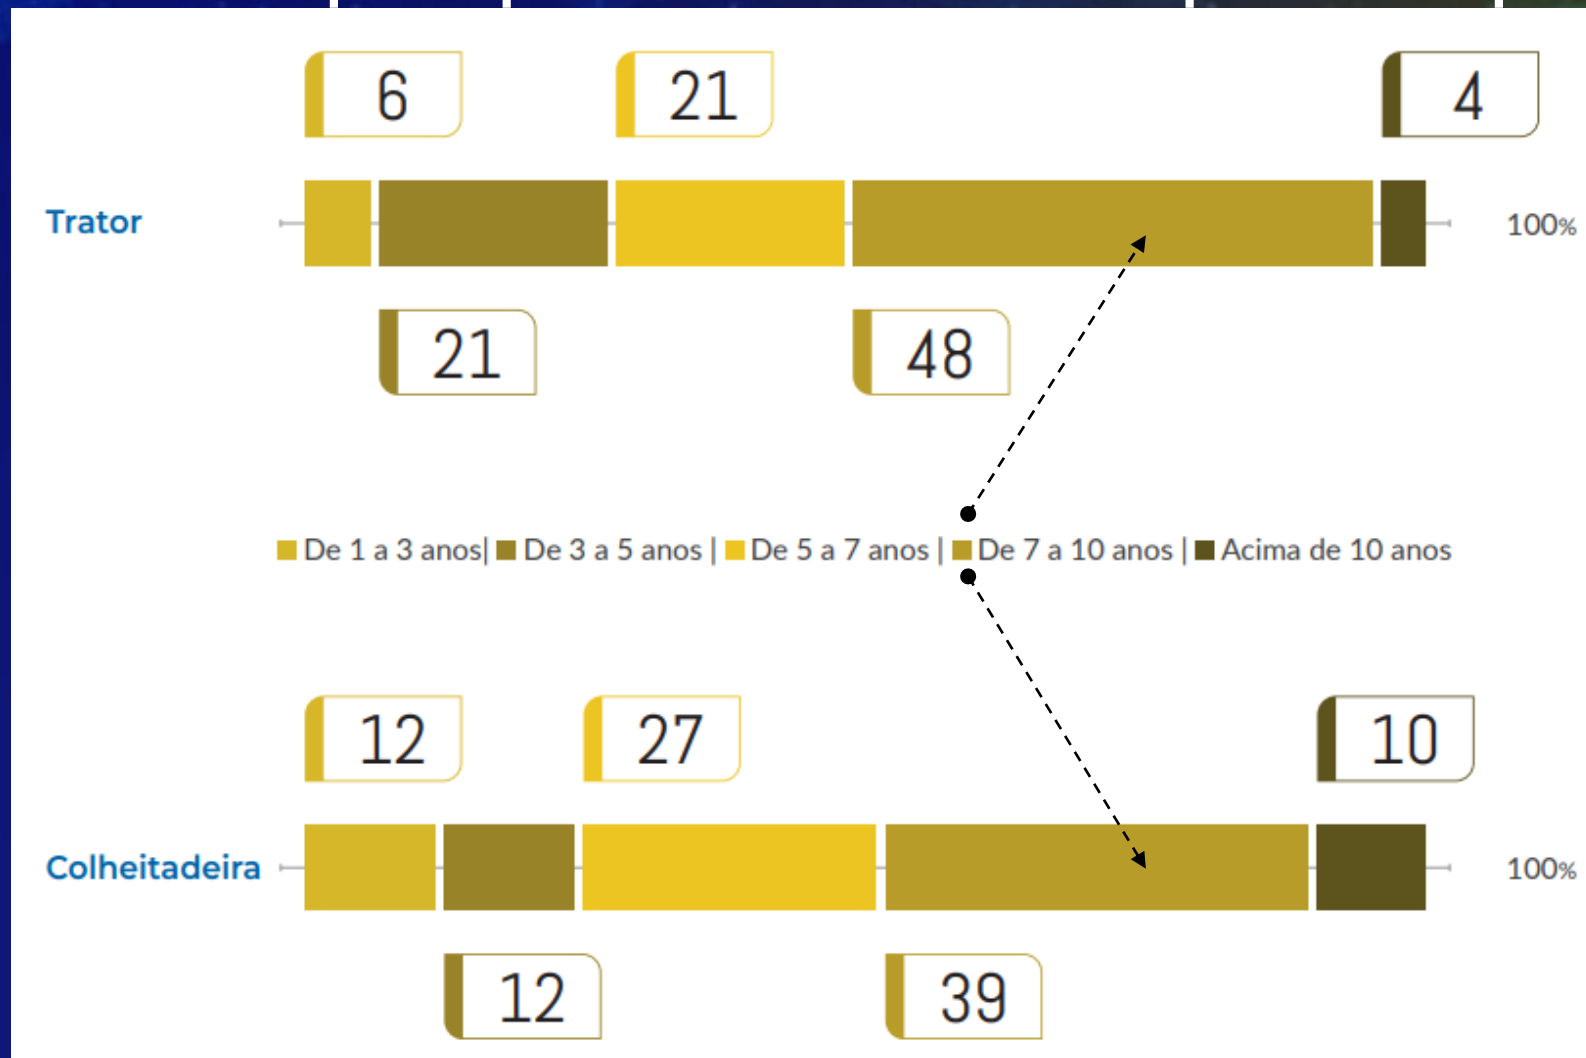 6 21 4
Trator 100%
21 48
De 1 a 3 anos| De 3 a 5 anos | De 5 a 7 anos | De 7 a 10 anos | Acima de 10 anos
12 27 10
Colheitadeira 100%
12 39